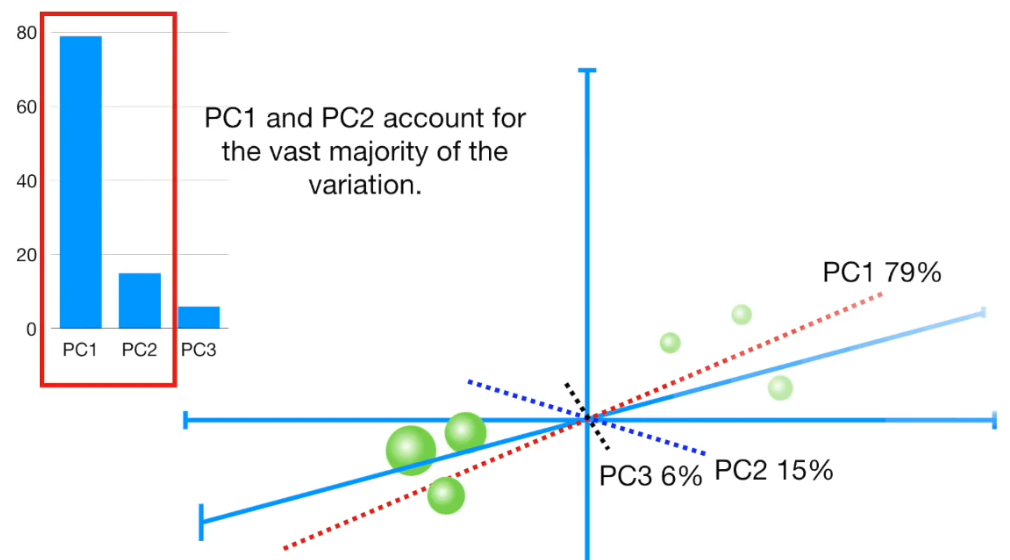 80
60
40
20
0
PC1 PC2 PC3
PC1 and PC2 account for
the vast majority of the
variation.
PC1 79%
PC3 6%
PC2 15%